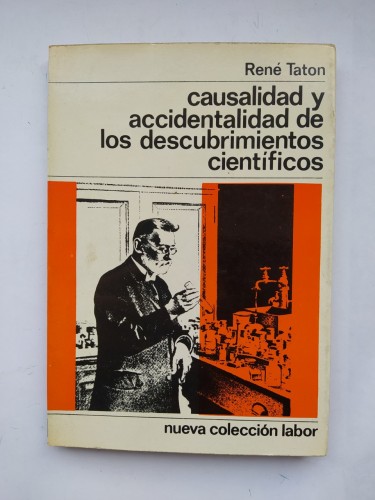 René Taton
causalidad y
accidentalidad de
los descubrimientos
científicos
nueva colección labor